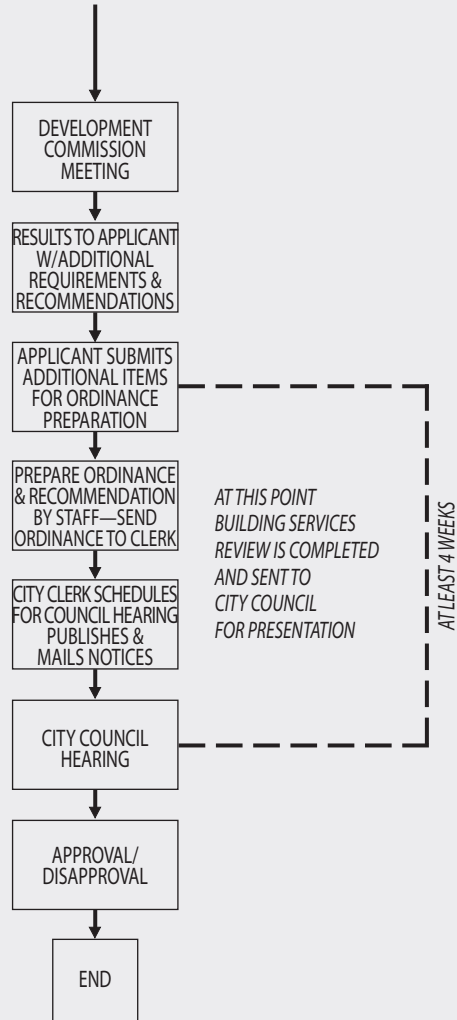 DEVELOPMENT
COMMISSION
MEETING
RESULTS TO APPLICANT
W/ADDITIONAL
REQUIREMENTS &
RECOMMENDATIONS
APPLICANT SUBMITS
ADDITIONAL ITEMS
FOR ORDINANCE
PREPARATION
PREPARE ORDINANCE
& RECOMMENDATION
BY STAFF—SEND
ORDINANCE TO CLERK
AT THIS POINT
BUILDING SERVICES
REVIEW IS COMPLETED
AND SENT TO
CITY COUNCIL
FOR PRESENTATION
AT LEAST 4 WEEKS
CITY CLERK SCHEDULES
FOR COUNCIL HEARING
PUBLISHES &
MAILS NOTICES
CITY COUNCIL
HEARING
APPROVAL/
DISAPPROVAL
END